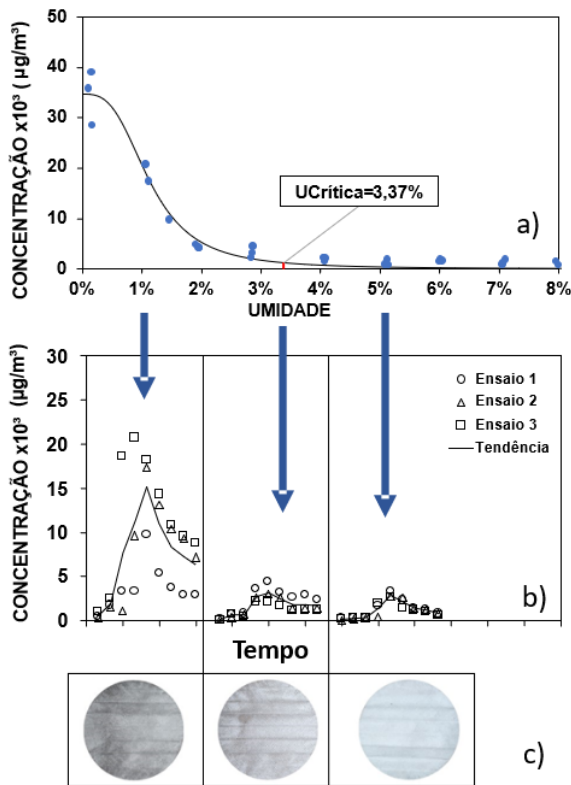 CONCENTRAÇÃO x10³ ( µg/m³)
50
40
30
20
10
0
UCrítica=3,37%
a)
0% 1% 2% 3% 4% 5% 6% 7% 8%
UMIDADE
CONCENTRAÇÃO x10³ (µg/m³)
30
25
20
15
10
5
0
Ensaio 1
Ensaio 2
Ensaio 3
Tendência
b)
Tempo
c)